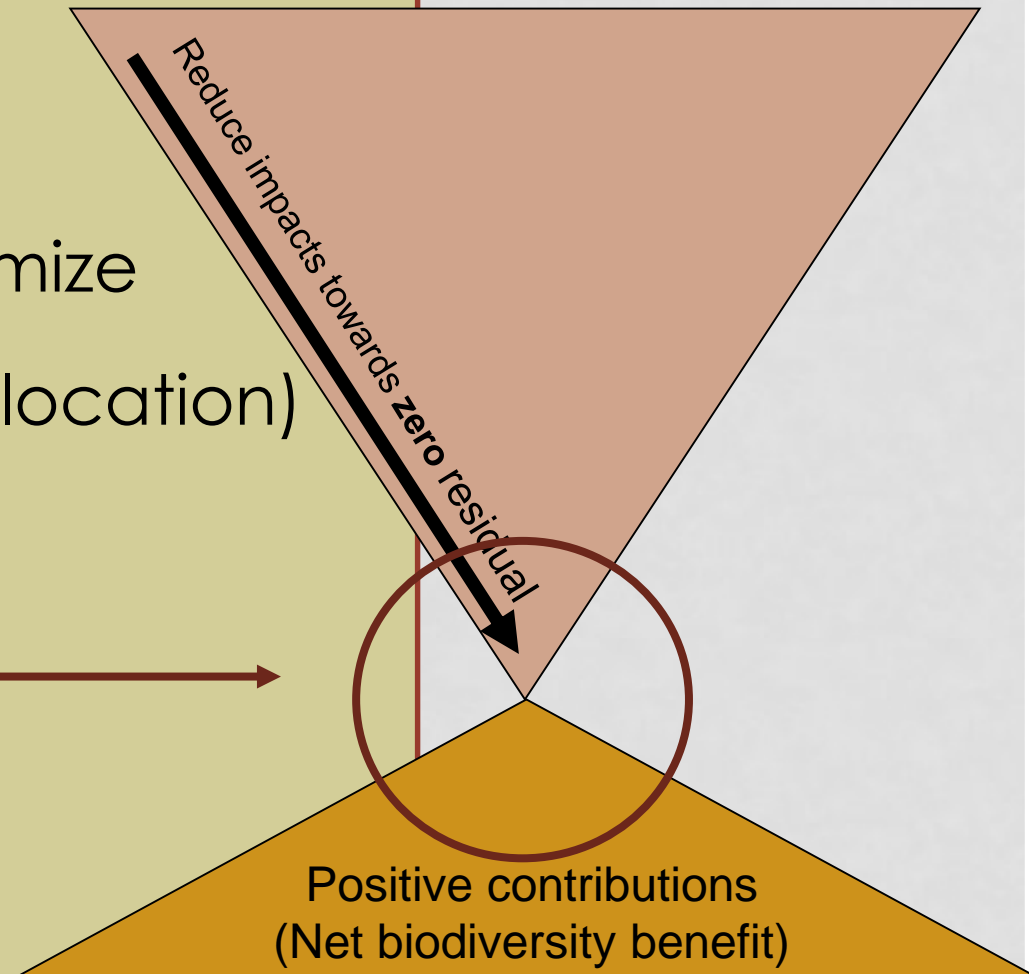 Reduce impacts towards zero residual
mize
location)
Positive contributions
(Net biodiversity benefit)